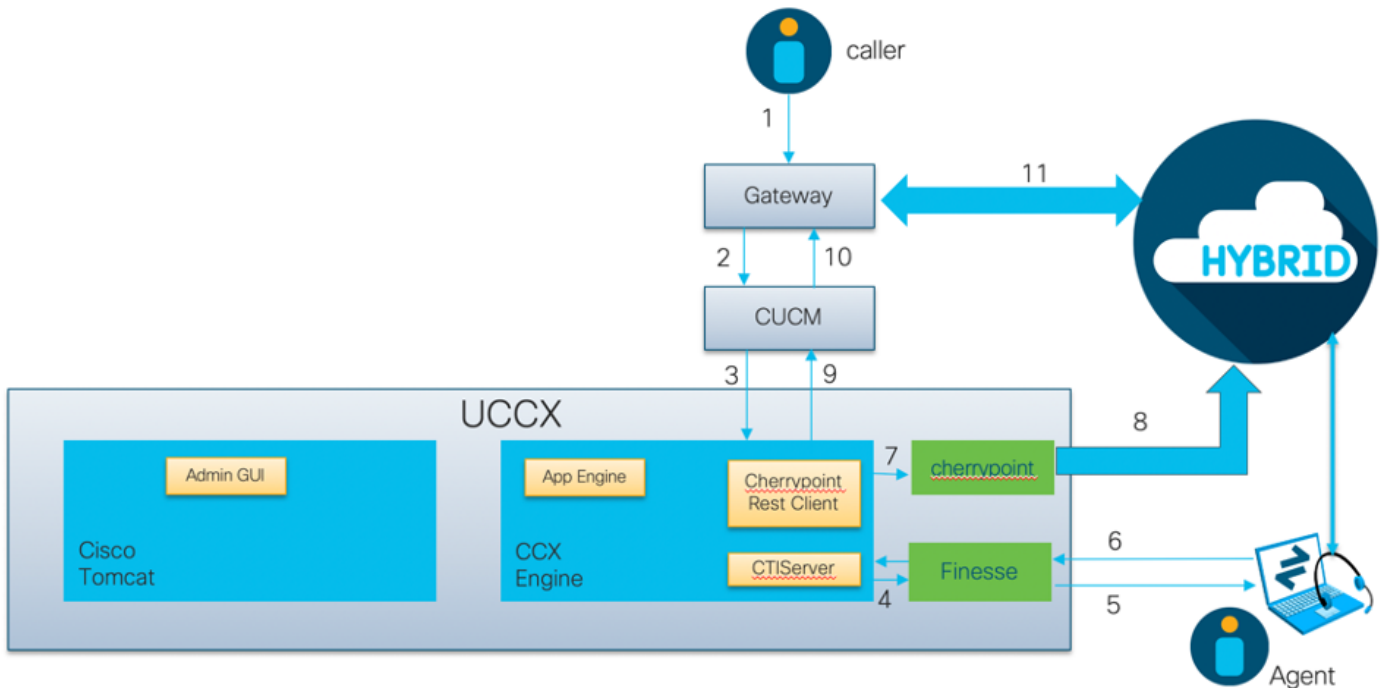 caller
1
Gateway
11
HYBRID
2
10
CUCM
3
9
UCCX
8
Admin GUI
App Engine
Cherrypoint
Rest Client
7
cherrypoint
Cisco
Tomcat
CCX
Engine
CTIServer
4
Finesse
6
5
Agent